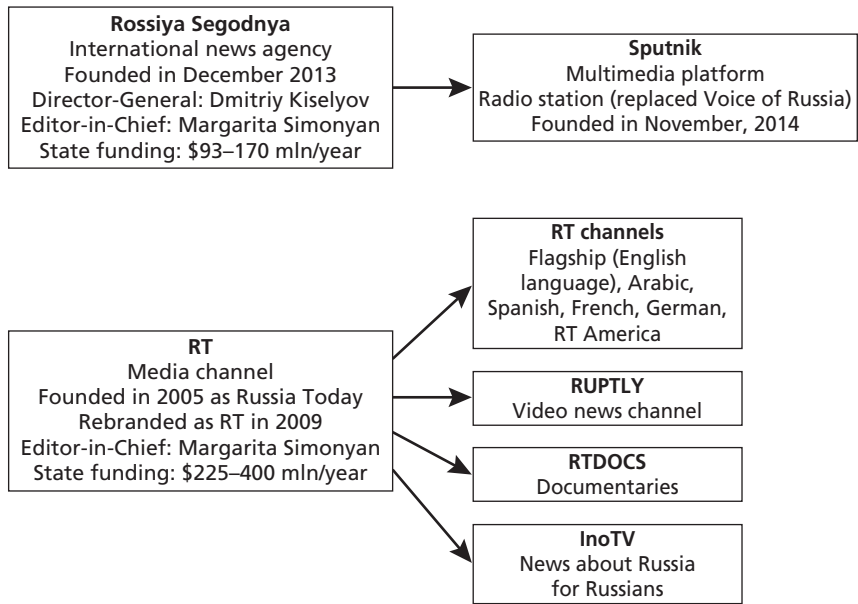 Rossiya Segodnya
International news agency
Founded in December 2013
Director-General: Dmitriy Kiselyov
Editor-in-Chief: Margarita Simonyan
State funding: $93–170 mln/year
Sputnik
Multimedia platform
Radio station (replaced Voice of Russia)
Founded in November, 2014
RT
Media channel
Founded in 2005 as Russia Today
Rebranded as RT in 2009
Editor-in-Chief: Margarita Simonyan
State funding: $225–400 mln/year
RT channels
Flagship (English
language), Arabic,
Spanish, French, German,
RT America
RUPTLY
Video news channel
RTDOCS
Documentaries
InoTV
News about Russia
for Russians